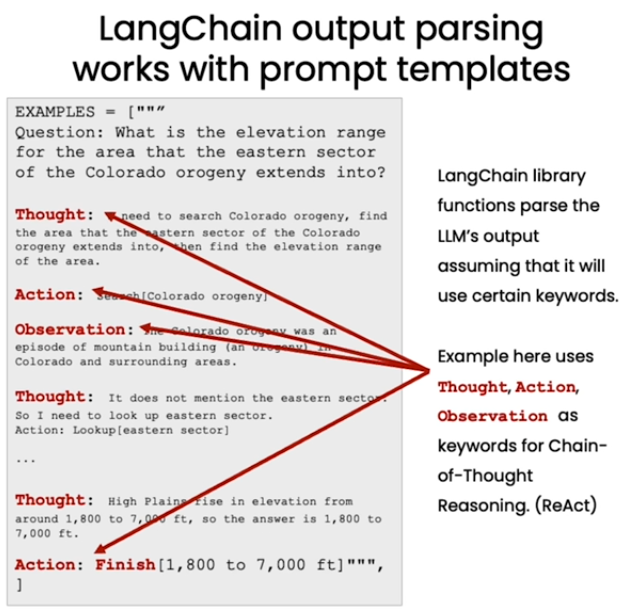 LangChain output parsing
works with prompt templates
EXAMPLES = ["""
Question: What is the elevation range
for the area that the eastern sector
of the Colorado orogeny extends into?
Thought: need to search Colorado orogeny, find
the area that the eastern sector of the Colorado
orogeny extends into, then find the elevation range
of the area.
Action: Search[Colorado orogeny]
Observation: The Colorado orogeny was an
episode of mountain building (an orogeny) in
Colorado and surrounding areas.
Thought: It does not mention the eastern sector.
So I need to look up eastern sector.
Action: Lookup[eastern sector]
...
Thought: High Plains rise in elevation from
around 1,800 to 7,000 ft, so the answer is 1,800 to
7,000 ft.
Action: Finish[1,800 to 7,000 ft]""",
]
LangChain library
functions parse the
LLM's output
assuming that it will
use certain keywords.
Example here uses
Thought, Action,
Observation as
keywords for Chain-
of-Thought
Reasoning. (ReAct)